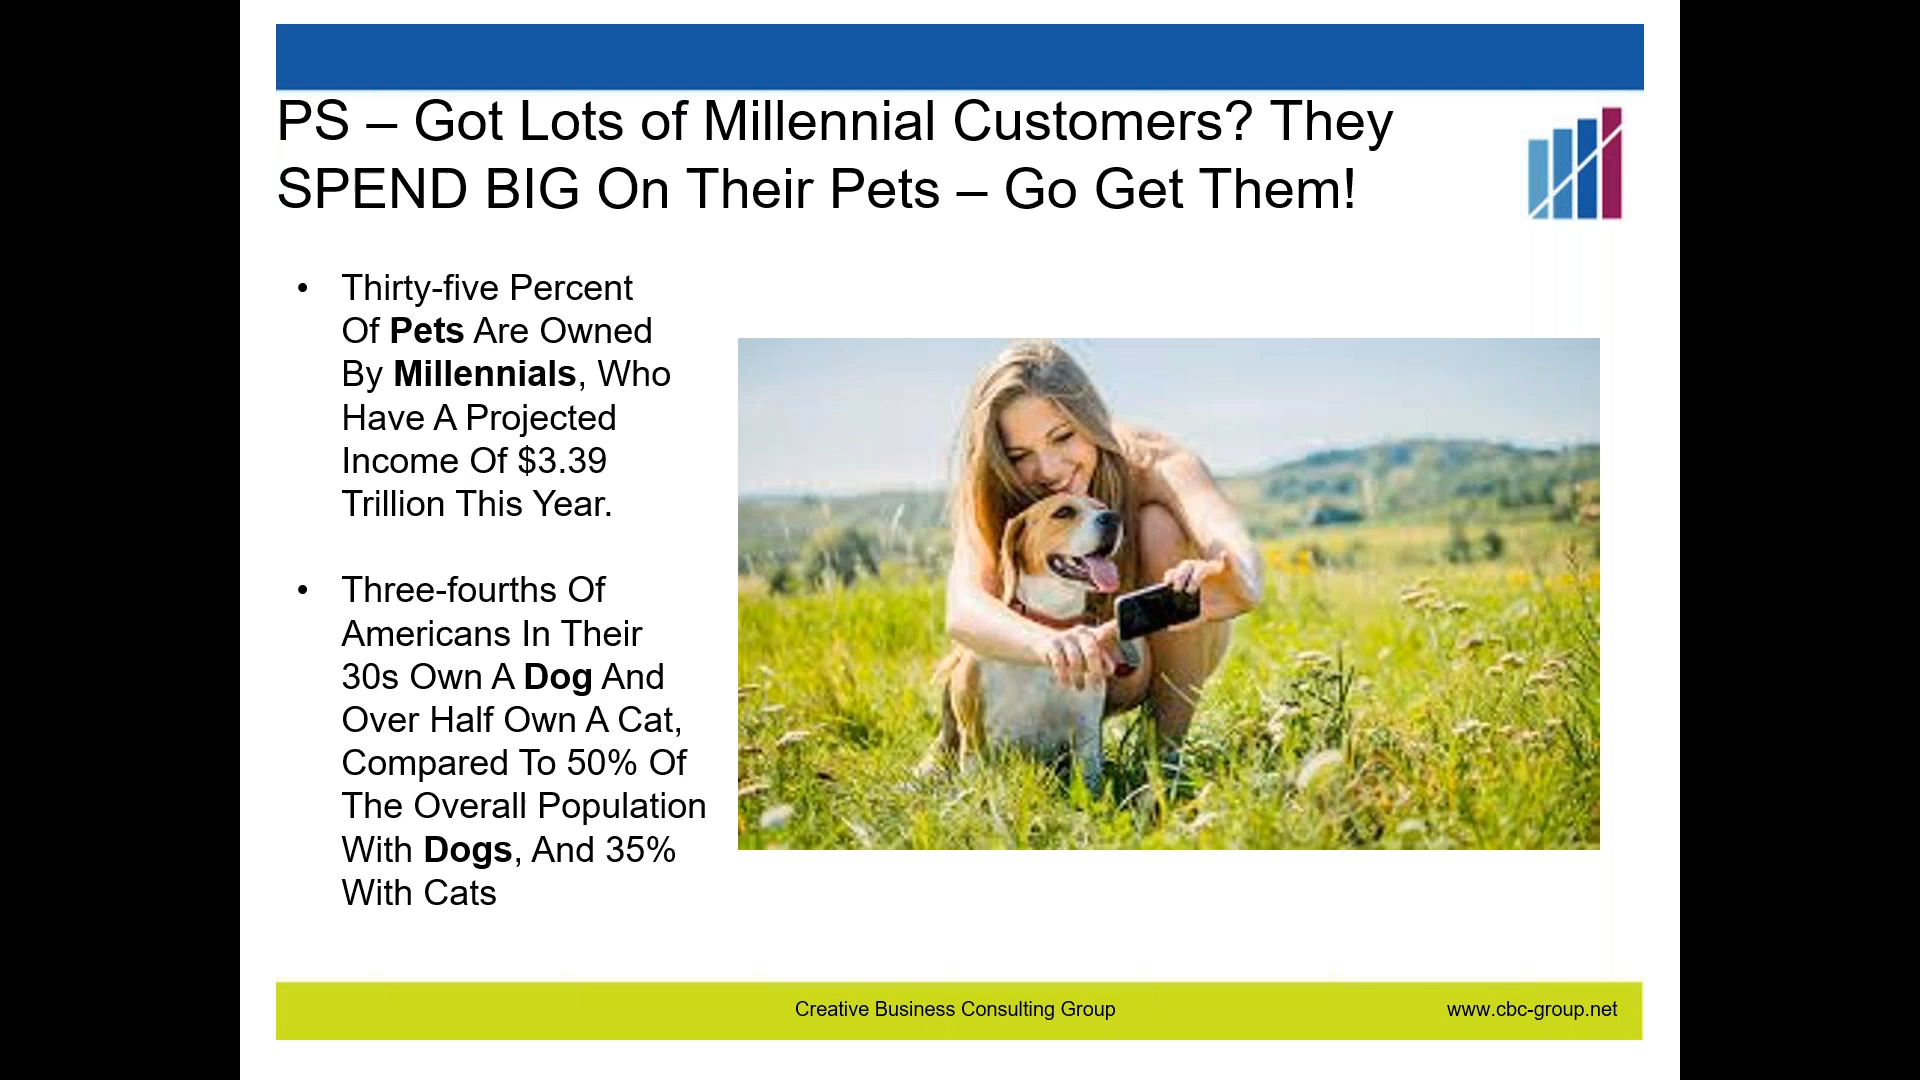 PS – Got Lots of Millennial Customers? They
SPEND BIG On Their Pets – Go Get Them!
• Thirty-five Percent
Of Pets Are Owned
By Millennials, Who
Have A Projected
Income Of $3.39
Trillion This Year.
• Three-fourths Of
Americans In Their
30s Own A Dog And
Over Half Own A Cat,
Compared To 50% Of
The Overall Population
With Dogs, And 35%
With Cats
Creative Business Consulting Group
www.cbc-group.net